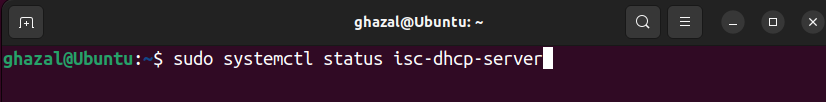 ghazal@Ubuntu: ~
ghazal@Ubuntu:~$ sudo systemctl status isc-dhcp-server